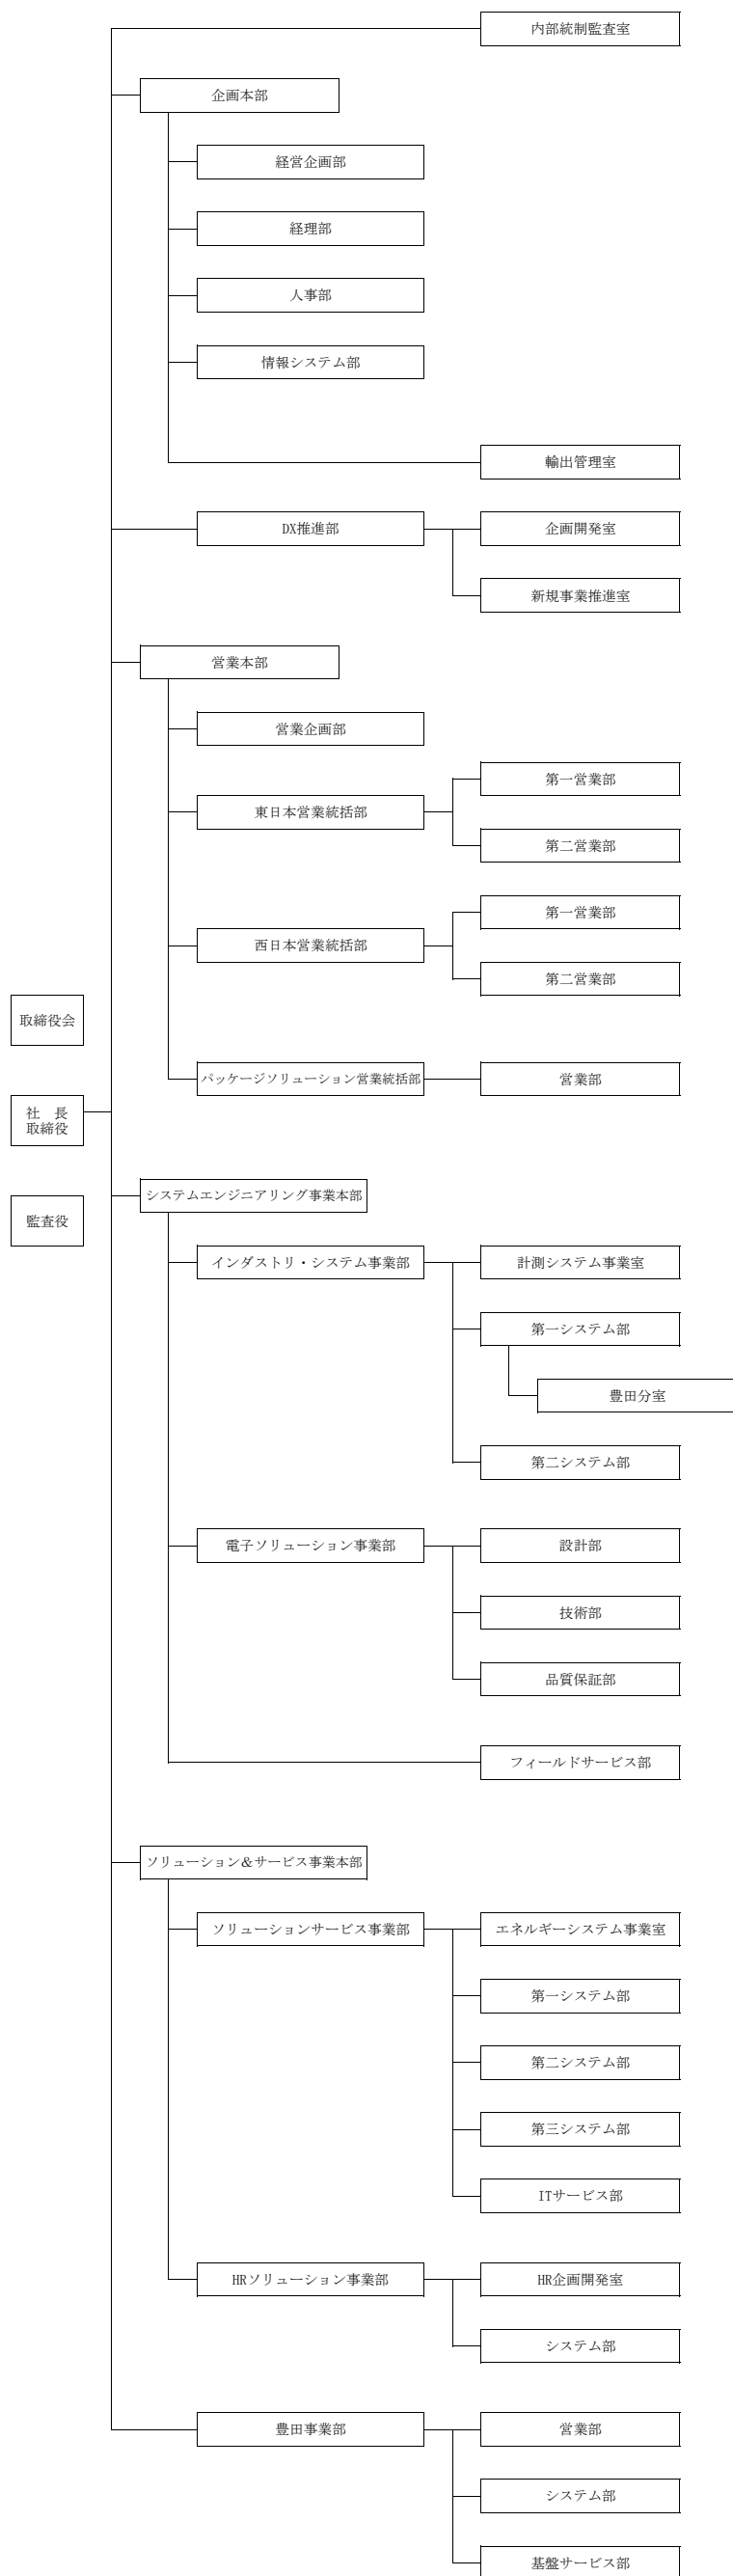 内部統制監査室
企画本部
経営企画部
経理部
人事部
情報システム部
輸出管理室
DX推進部
企画開発室
新規事業推進室
営業本部
営業企画部
第一営業部
東日本営業統括部
第二営業部
第一営業部
西日本営業統括部
第二営業部
取締役会
パッケージソリューション営業統括部
営業部
社　長
取締役
システムエンジニアリング事業本部
監査役
インダストリ・システム事業部
計測システム事業室
第一システム部
豊田分室
第二システム部
電子ソリューション事業部
設計部
技術部
品質保証部
フィールドサービス部
ソリューション＆サービス事業本部
ソリューションサービス事業部
エネルギーシステム事業室
第一システム部
第二システム部
第三システム部
ITサービス部
HRソリューション事業部
HR企画開発室
システム部
豊田事業部
営業部
システム部
基盤サービス部